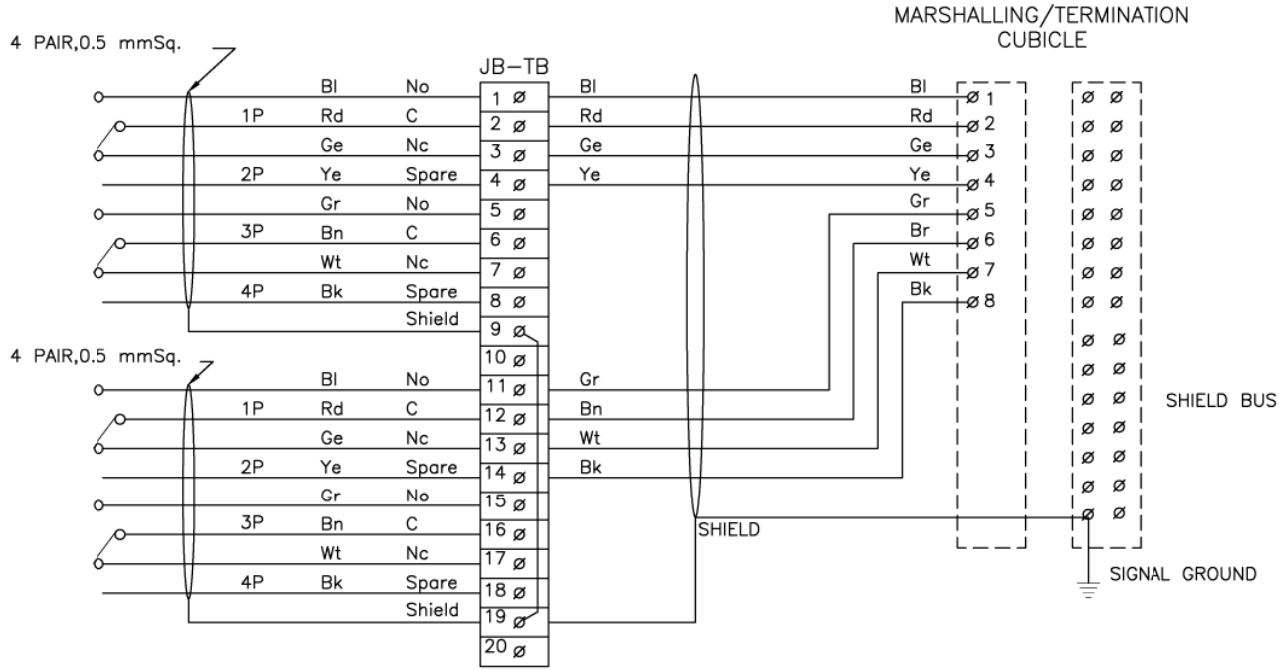 MARSHALLING/TERMINATION
CUBICLE
4 PAIR,0.5 mmSq.
JB-TB
Bl No 1 Bl Bl 1
1P Rd C 2 Rd Rd 2
Ge Nc 3 Ge Ge 3
2P Ye Spare 4 Ye Ye 4
Gr No 5 Gr 5
3P Bn C 6 Br 6
Wt Nc 7 Wt 7
4P Bk Spare 8 Bk 8
Shield 9
4 PAIR,0.5 mmSq. 10
Bl No 11 Gr
1P Rd C 12 Bn SHIELD BUS
Ge Nc 13 Wt
2P Ye Spare 14 Bk
Gr No 15
3P Bn C 16 SHIELD
Wt Nc 17
4P Bk Spare 18 SIGNAL GROUND
Shield 19
20